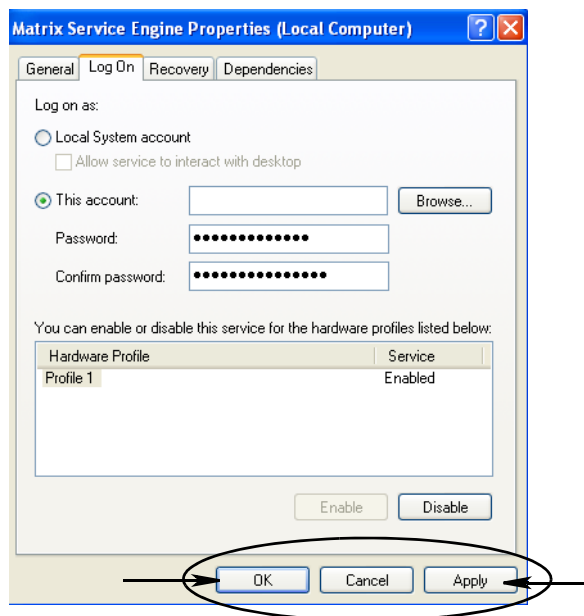 Matrix Service Engine Properties (Local Computer)
General Log On Recovery Dependencies
Log on as:
Local System account
Allow service to interact with desktop
This account: Browse...
Password: •••••••••••••
Confirm password: •••••••••••••••
You can enable or disable this service for the hardware profiles listed below:
Hardware Profile Service
Profile 1 Enabled
Enable Disable
OK Cancel Apply